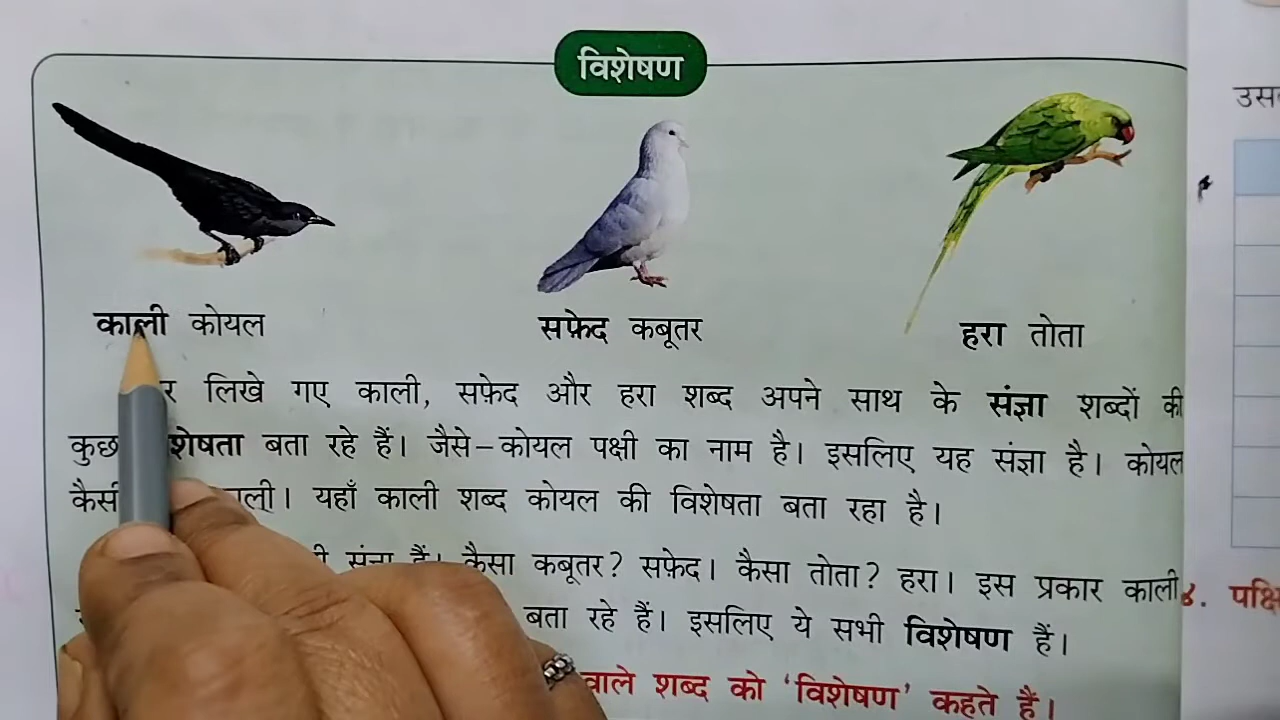 विशेषण
काली कोयल
सफ़ेद कबूतर
हरा तोता
लिखे गए काली, सफ़ेद और हरा शब्द अपने साथ के संज्ञा शब्दों की
कुछ बता रहे हैं। जैसे–कोयल पक्षी का नाम है। इसलिए यह संज्ञा है। कोयल
कैसी यहाँ काली शब्द कोयल की विशेषता बता रहा है।
संज्ञा हैं। कैसा कबूतर? सफ़ेद। कैसा तोता? हरा। इस प्रकार काली
बता रहे हैं। इसलिए ये सभी विशेषण हैं।
वाले शब्द को 'विशेषण' कहते हैं।
४.